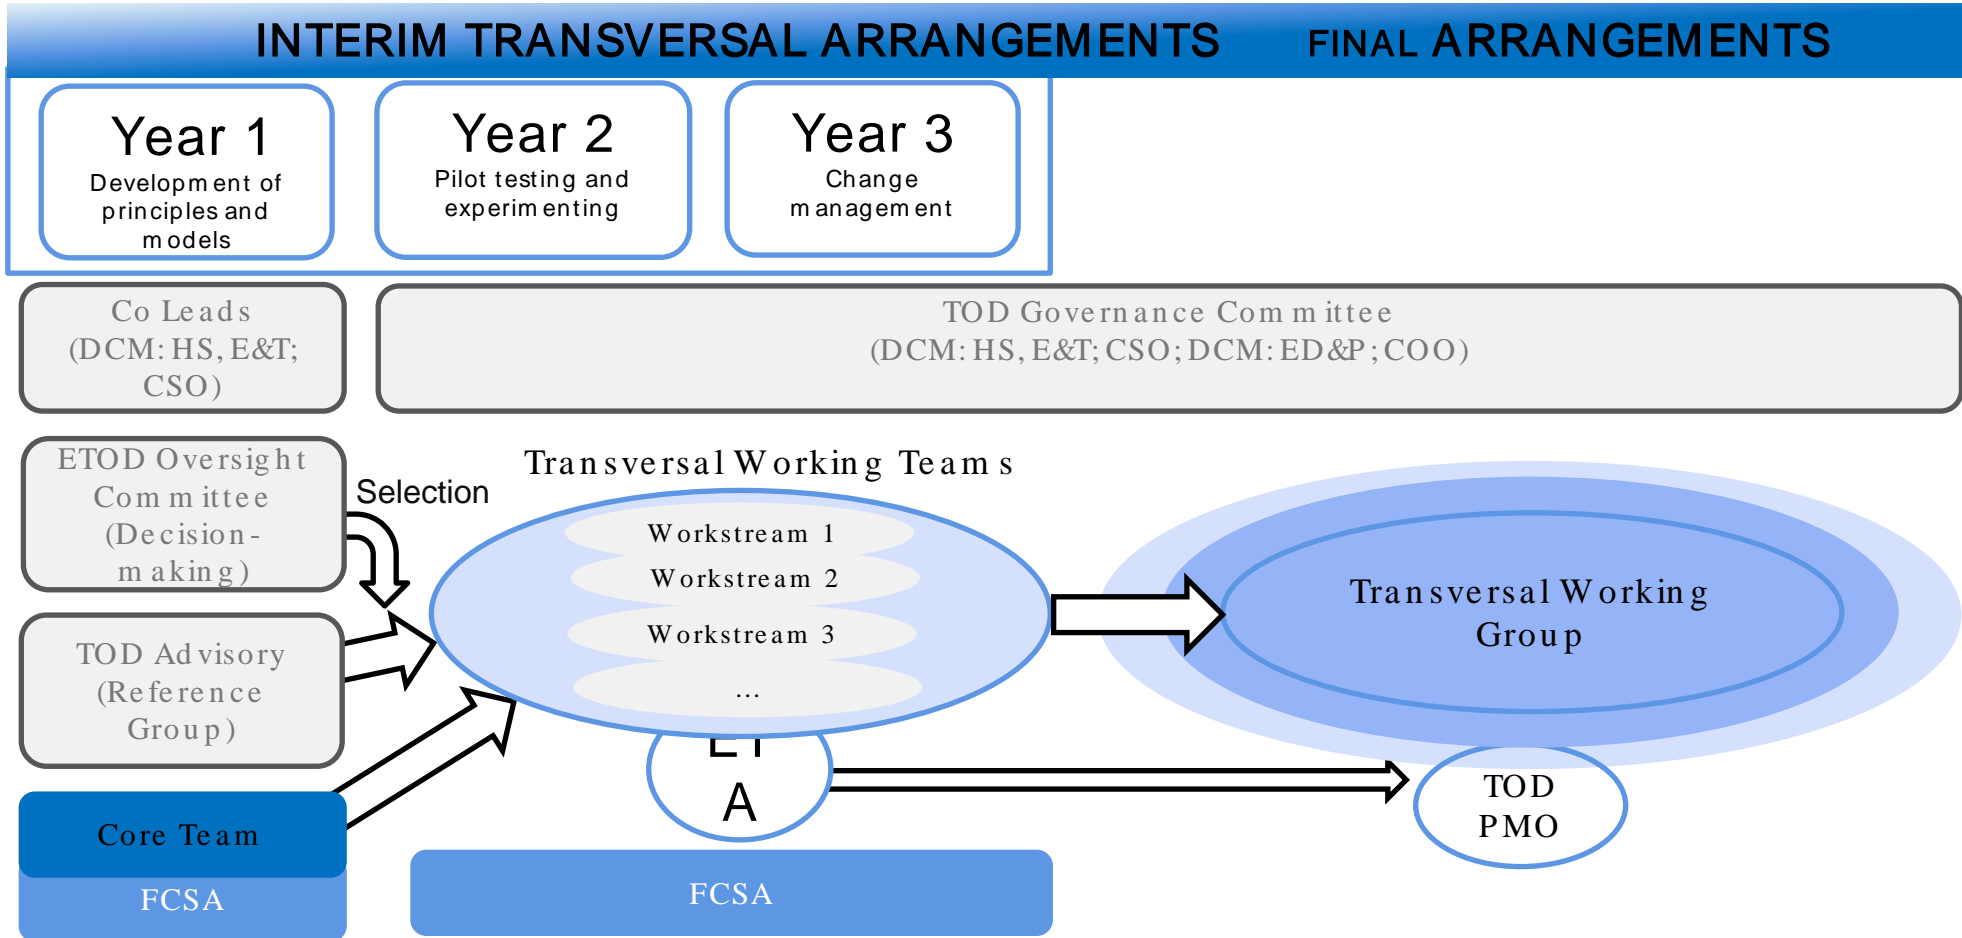 INTERIM TRANSVERSAL ARRANGEMENTS FINAL ARRANGEMENTS
Year 1
Development of
principles and
models
Year 2
Pilot testing and
experimenting
Year 3
Change
management
Co Leads
(DCM: HS, E&T;
CSO)
TOD Governance Committee
(DCM: HS, E&T; CSO; DCM: ED&P; COO)
ETOD Oversight
Committee
(Decision-
making)
Selection
TOD Advisory
(Reference
Group)
Core Team
FCSA
Transversal Working Teams
Workstream 1
Workstream 2
Workstream 3
...
A
FCSA
Transversal Working
Group
TOD
PMO